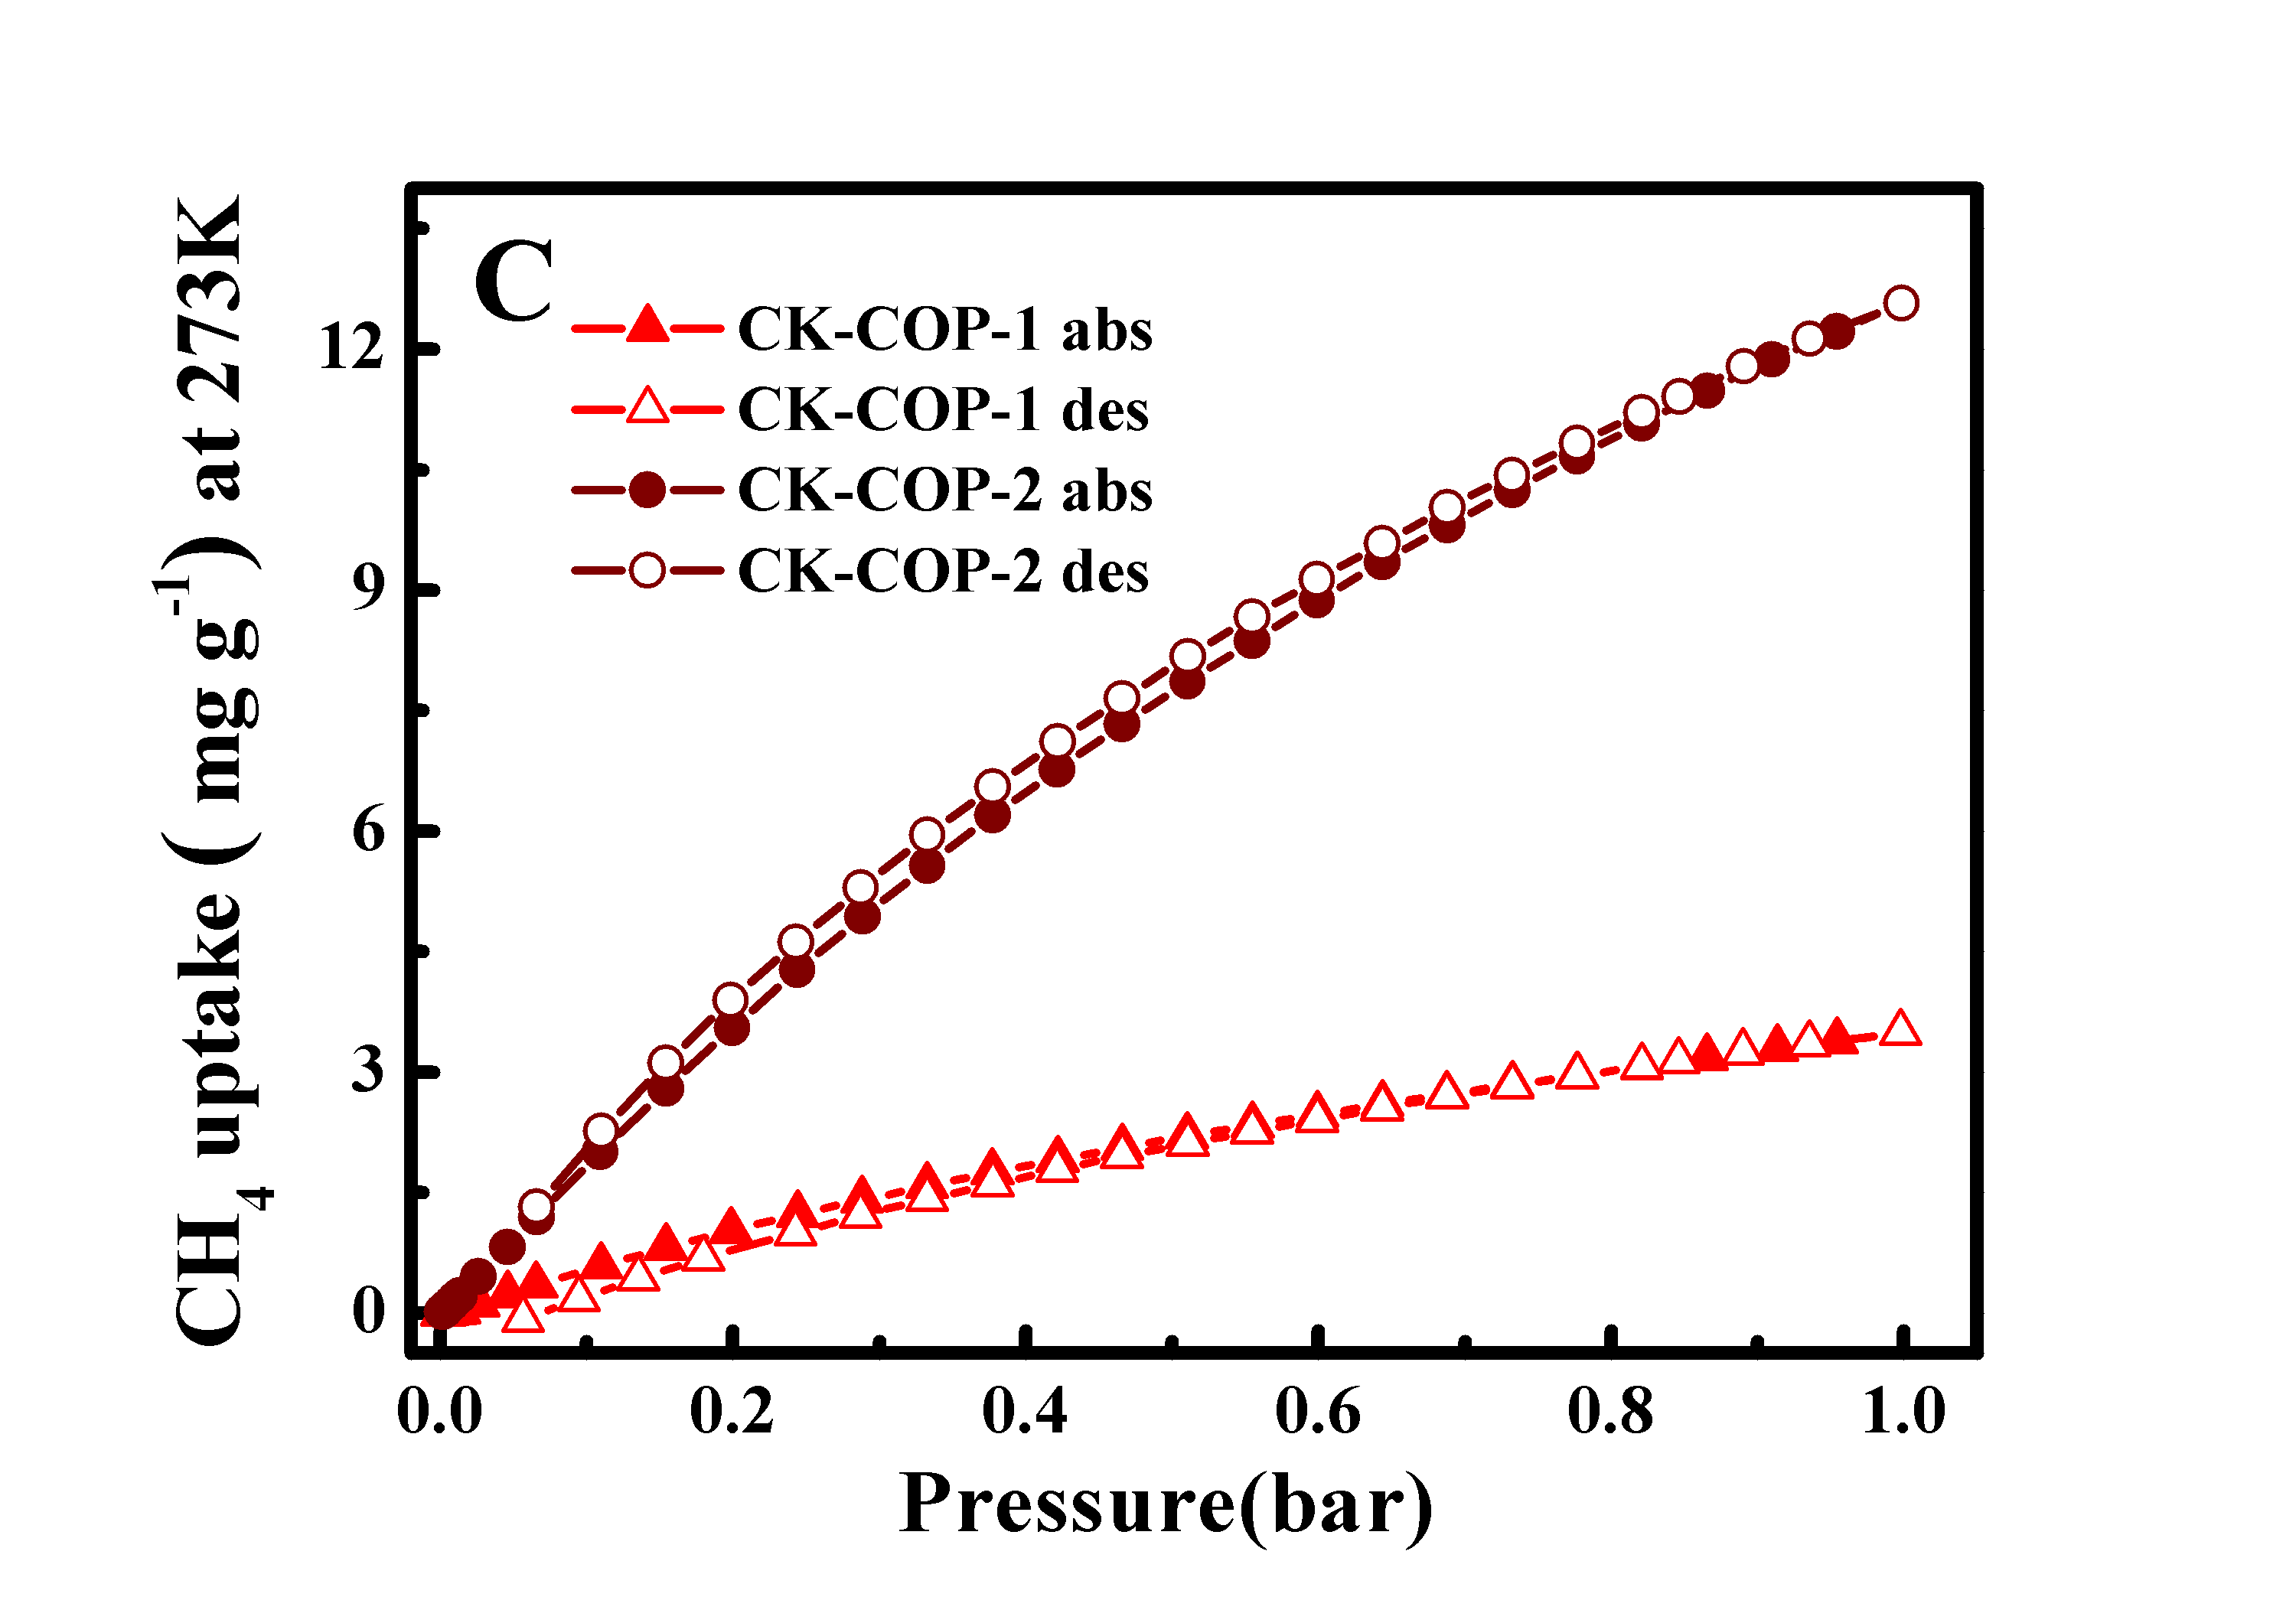 C
CK-COP-1 abs
CK-COP-1 des
CK-COP-2 abs
CK-COP-2 des
CH₄ uptake ( mg g⁻¹) at 273K
12
9
6
3
0
0.0 0.2 0.4 0.6 0.8 1.0
Pressure(bar)